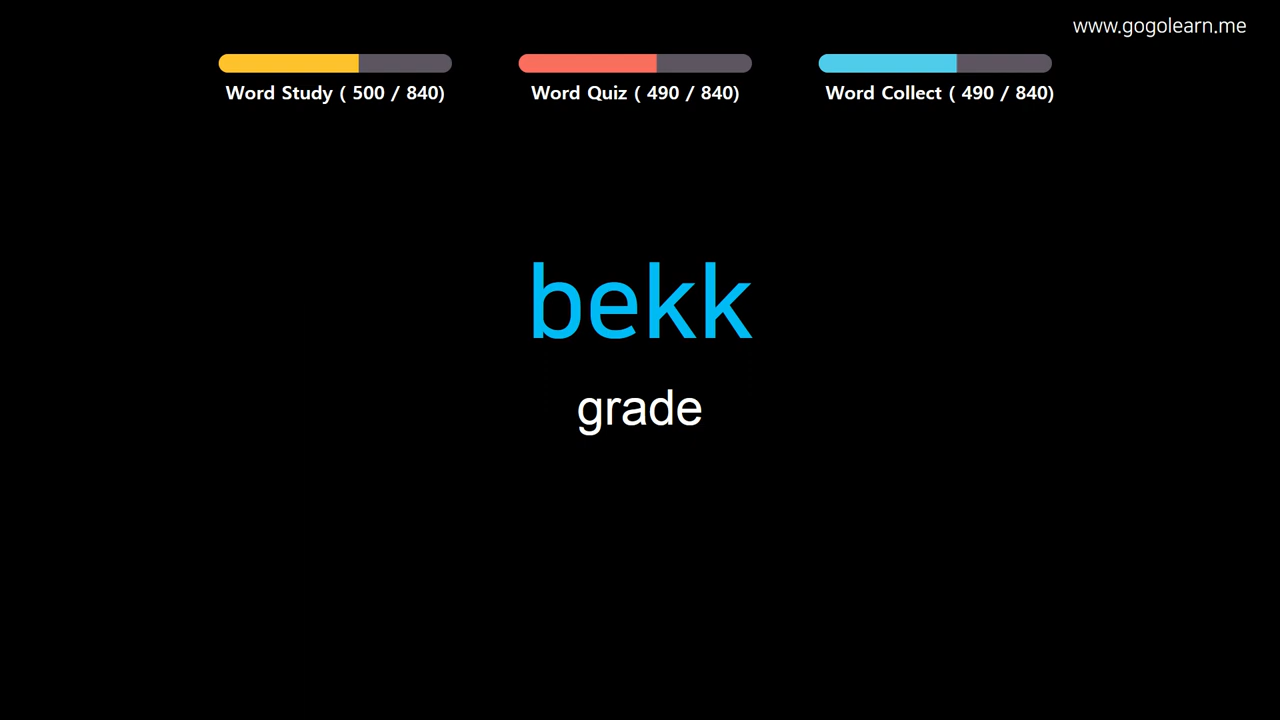 www.gogolearn.me
Word Study ( 500 / 840)
Word Quiz ( 490 / 840)
Word Collect ( 490 / 840)
bekk
grade